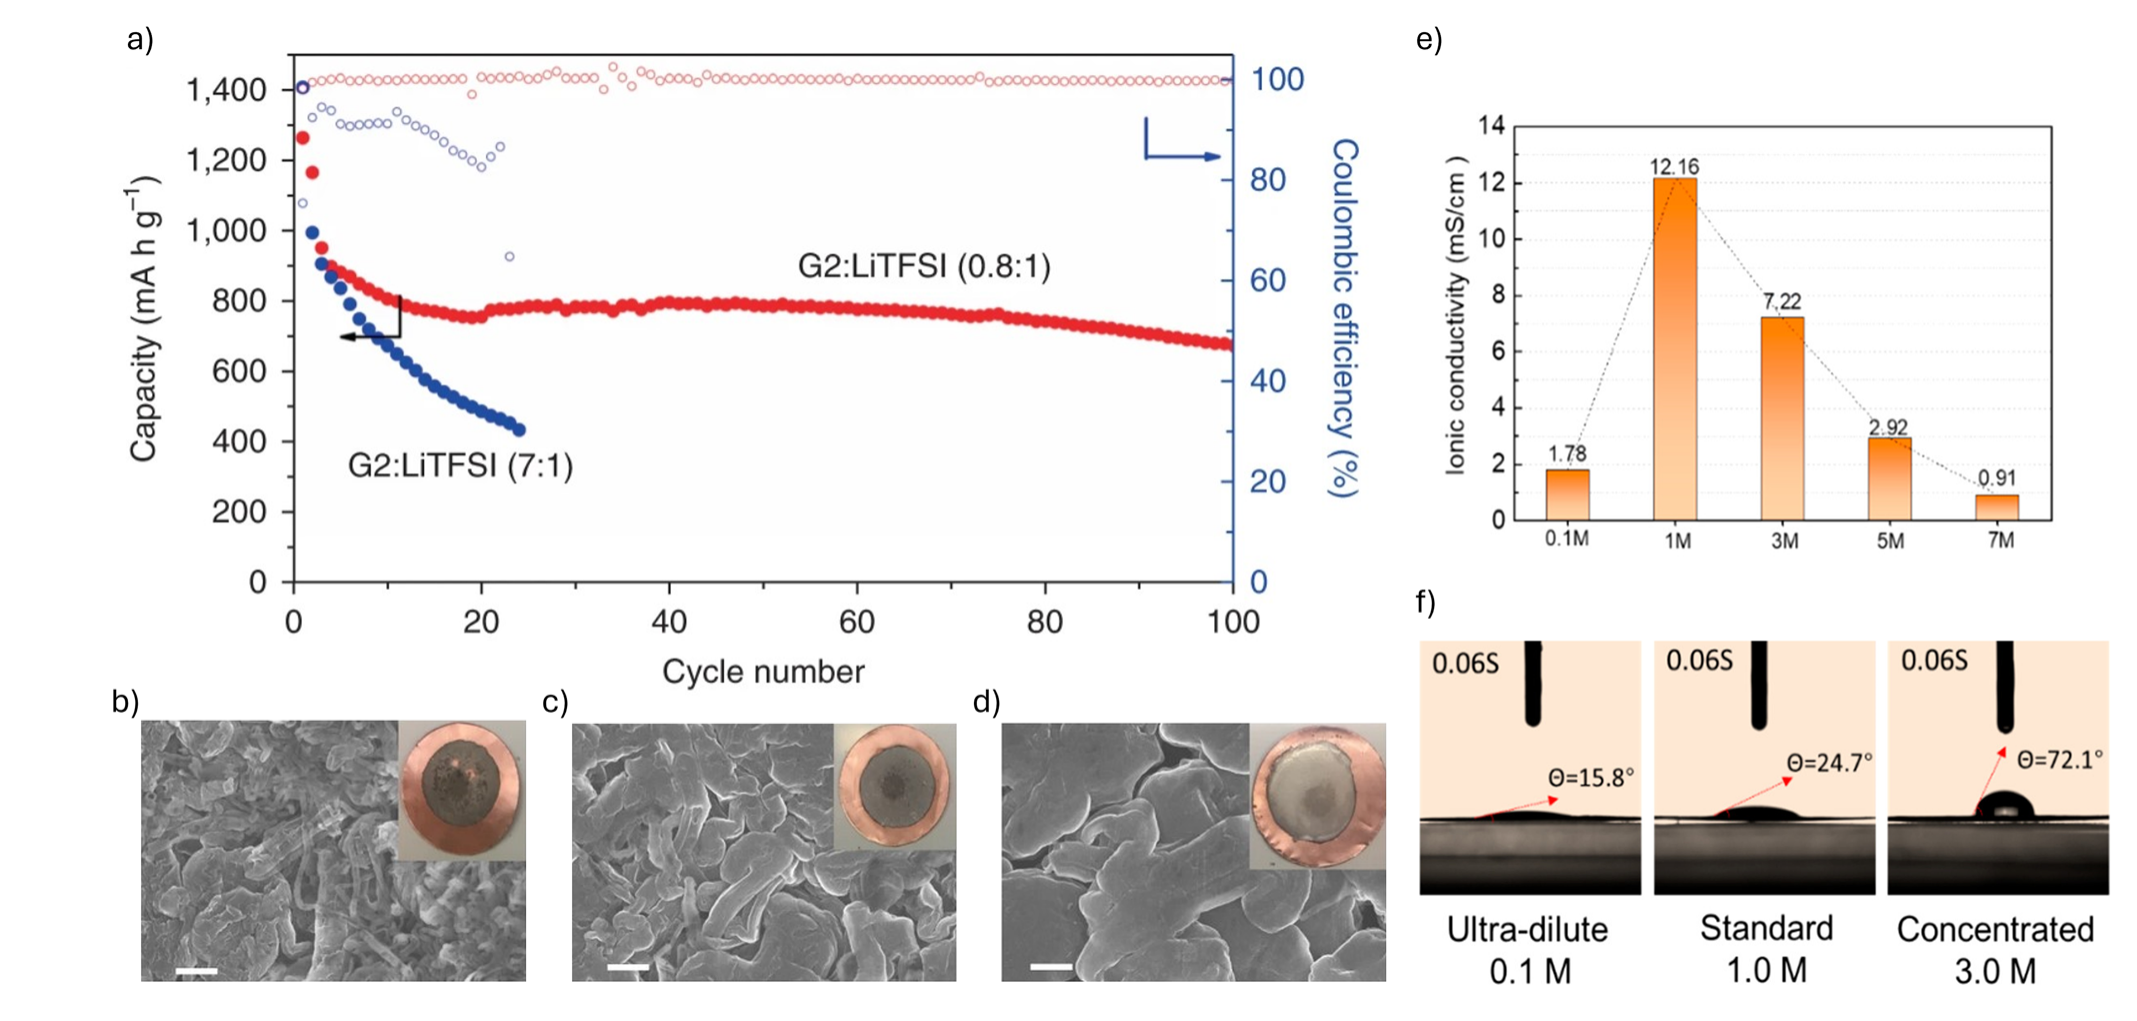 a)
1,400
1,200
1,000
800
600
400
200
0
Capacity (mA h g⁻¹)
100
80
60
40
20
0
Coulombic efficiency (%)
G2:LiTFSI (0.8:1)
G2:LiTFSI (7:1)
0 20 40 60 80 100
Cycle number
b)
c)
d)
e)
14
12
10
8
6
4
2
0
Ionic conductivity (mS/cm )
1.78
12.16
7.22
2.92
0.91
0.1M 1M 3M 5M 7M
f)
0.06S
Θ=15.8°
Ultra-dilute
0.1 M
0.06S
Θ=24.7°
Standard
1.0 M
0.06S
Θ=72.1°
Concentrated
3.0 M